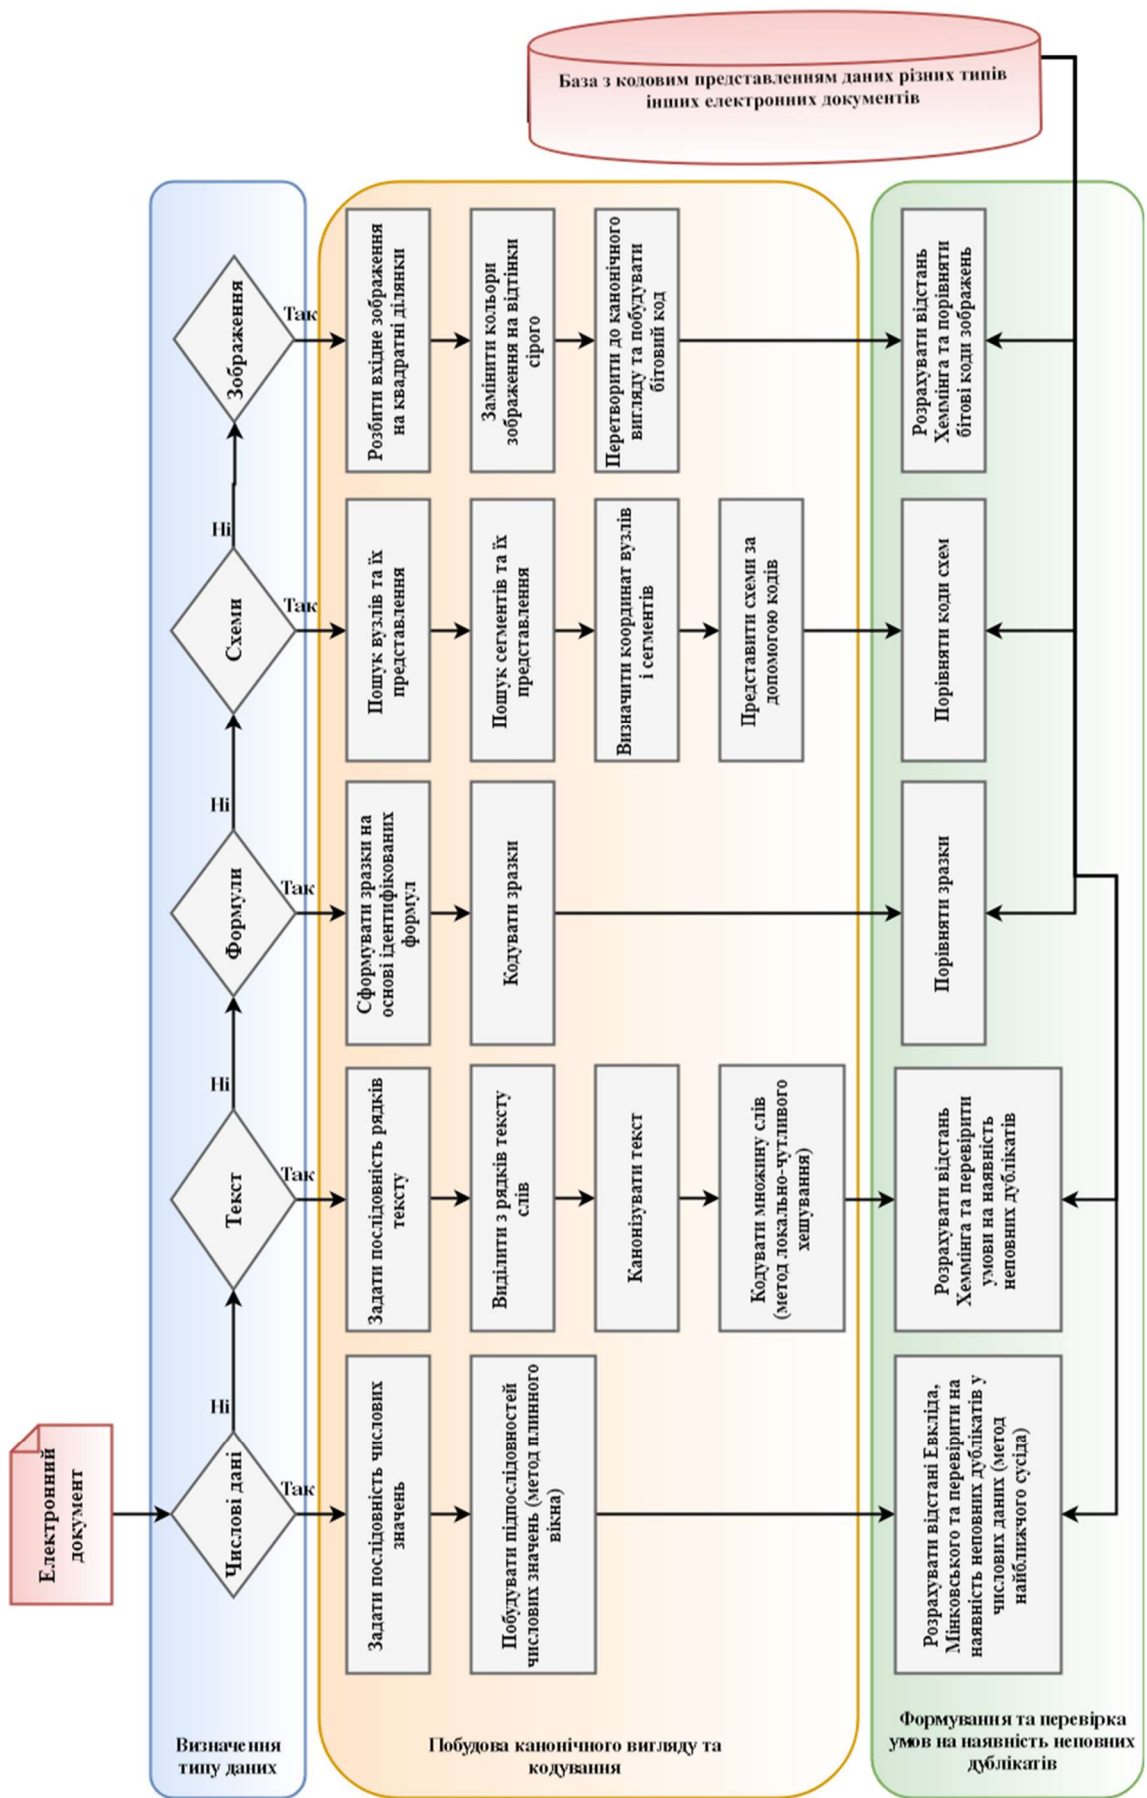 База з кодовим представленням даних різних типів
інших електронних документів
Електронний
документ
Визначення
типу даних
Числові дані
Ні
Текст
Ні
Формули
Ні
Схеми
Ні
Зображення
Так
Так
Так
Так
Так
Побудова канонічного вигляду та
кодування
Задати послідовність числових
значень
Побудувати підпослідовностей
числових значень (метод плинного
вікна)
Задати послідовність рядків
тексту
Виділити з рядків тексту
слів
Канонізувати текст
Кодувати множину слів
(метод локально-чутливого
хешування)
Сформувати зразки на
основі ідентифікованих
формул
Кодувати зразки
Пошук вузлів та їх
представлення
Пошук сегментів та їх
представлення
Визначити координат вузлів
і сегментів
Представити схеми за
допомогою кодів
Розбити вхідне зображення
на квадратні ділянки
Замінити кольори
зображення на відтінки
сірого
Перетворити до канонічного
вигляду та побудувати
бітовий код
Формування та перевірка
умов на наявність неповних
дублікатів
Розрахувати відстані Евкліда,
Мінковського та перевірити на
наявність неповних дублікатів у
числових даних (метод
найближчого сусіда)
Розрахувати відстань
Хеммінга та перевірити
умови на наявність
неповних дублікатів
Порівняти зразки
Порівняти коди схем
Розрахувати відстань
Хеммінга та порівняти
бітові коди зображень